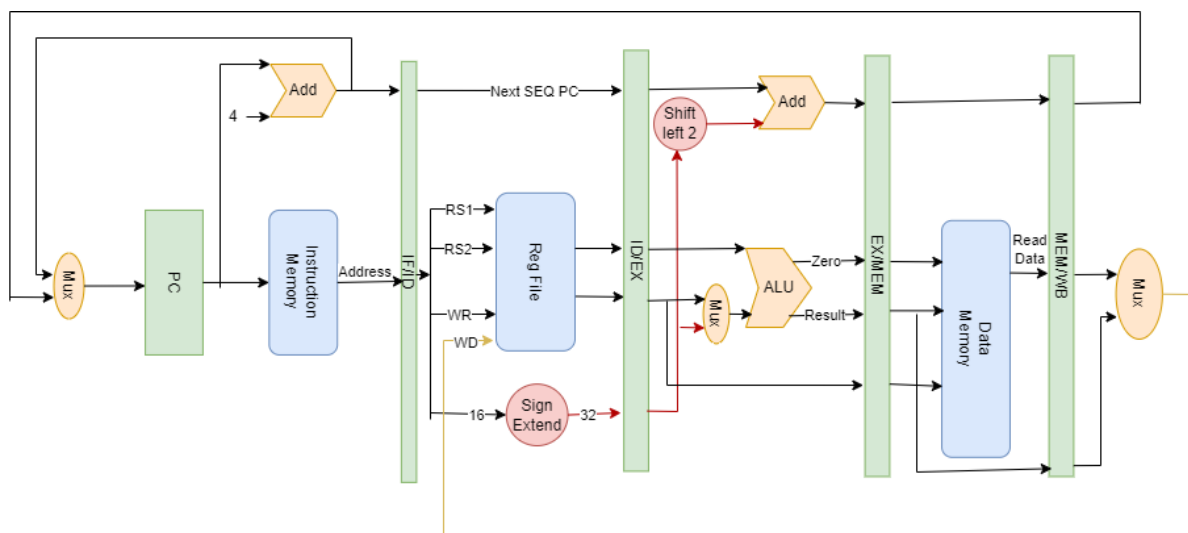 Add
4
Next SEQ PC
Add
Shift
left 2
Mux
PC
Instruction
Memory
Address
IF/ID
RS1
RS2
WR
WD
Reg File
16
Sign
Extend
32
ID/EX
Mux
ALU
Zero
Result
EX/MEM
Data
Memory
Read
Data
MEM/WB
Mux